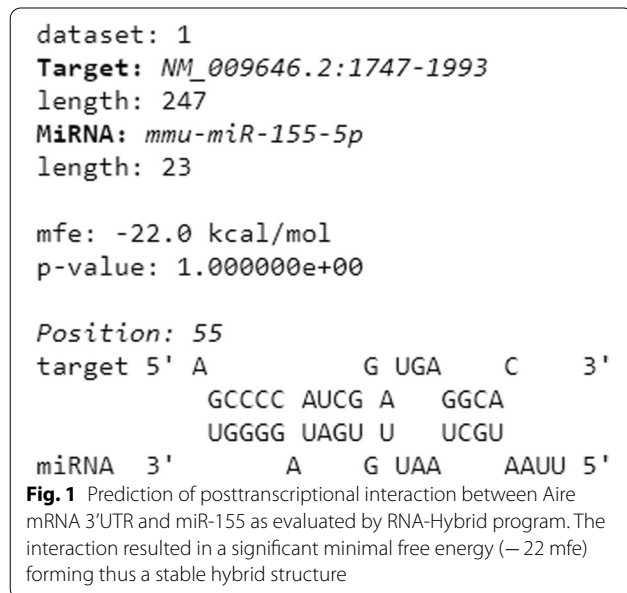 dataset: 1
Target: NM_009646.2:1747-1993
length: 247
MiRNA: mmu-miR-155-5p
length: 23
mfe: -22.0 kcal/mol
p-value: 1.000000e+00
Position: 55
target 5' A          G UGA    C    3'
           GCCCC AUCG A   GGCA
           UGGGG UAGU U   UCGU
miRNA  3'       A    G UAA    AAUU 5'
Fig. 1 Prediction of posttranscriptional interaction between Aire
mRNA 3'UTR and miR-155 as evaluated by RNA-Hybrid program. The
interaction resulted in a significant minimal free energy (− 22 mfe)
forming thus a stable hybrid structure